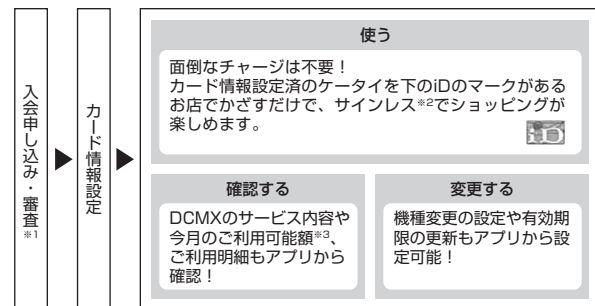 入会申し込み・審査※1
カード情報設定
使う
面倒なチャージは不要！
カード情報設定済のケータイを下のiDのマークがある
お店でかざすだけで、サインレス※2でショッピングが
楽しめます。
iD
確認する
DCMXのサービス内容や
今月のご利用可能額※3、
ご利用明細もアプリから
確認！
変更する
機種変更の設定や有効期
限の更新もアプリから設
定可能！